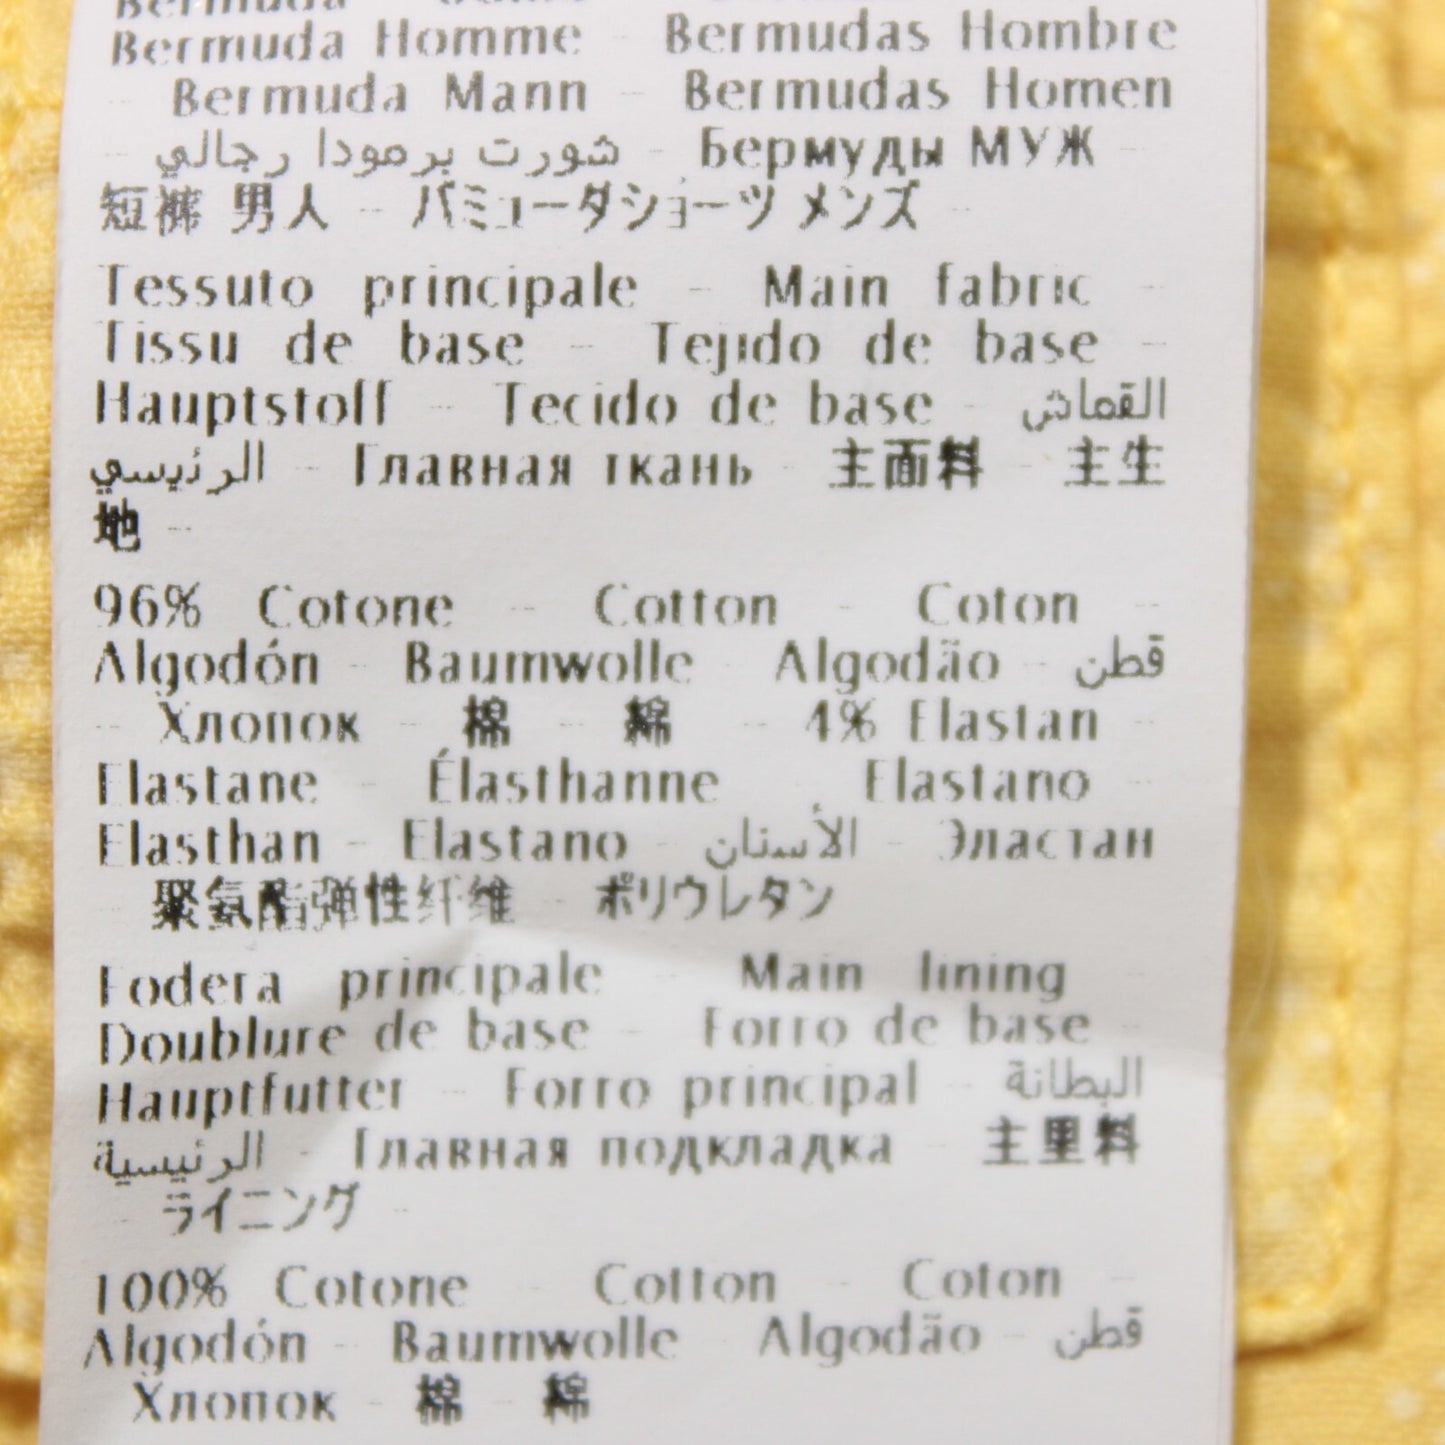 Bermuda
Bermuda Homme - Bermudas Hombre
- Bermuda Mann - Bermudas Homen
- شورت برمودا رجالي - Бермуды МУЖ -
短裤 男人 - バミューダショーツ メンズ -
Tessuto principale - Main fabric -
Tissu de base - Tejido de base -
Hauptstoff - Tecido de base - القماش
الرئيسي - Главная ткань - 主面料 - 主生
地 -
96% Cotone - Cotton - Coton -
Algodón - Baumwolle - Algodão - قطن
- Хлопок - 棉 - 綿 - 4% Elastan -
Elastane - Élasthanne - Elastano -
Elasthan - Elastano - الأستان - Эластан
- 聚氨酯弹性纤维 - ポリウレタン
Fodera principale - Main lining -
Doublure de base - Forro de base -
Hauptfutter - Forro principal - البطانة
الرئيسية - Главная подкладка - 主里料
- ライニング -
100% Cotone - Cotton - Coton -
Algodón - Baumwolle - Algodão - قطن
- Хлопок - 棉 - 綿